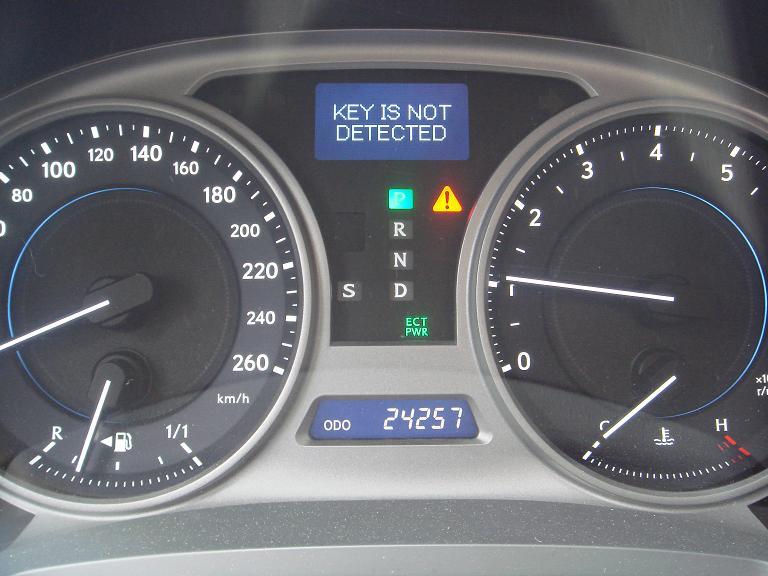 KEY IS NOT
DETECTED
80
100
120
140
160
180
200
220
240
260
km/h
R
1/1
P
R
N
D
S
ECT
PWR
ODO 24257
0
1
2
3
4
5
C
H